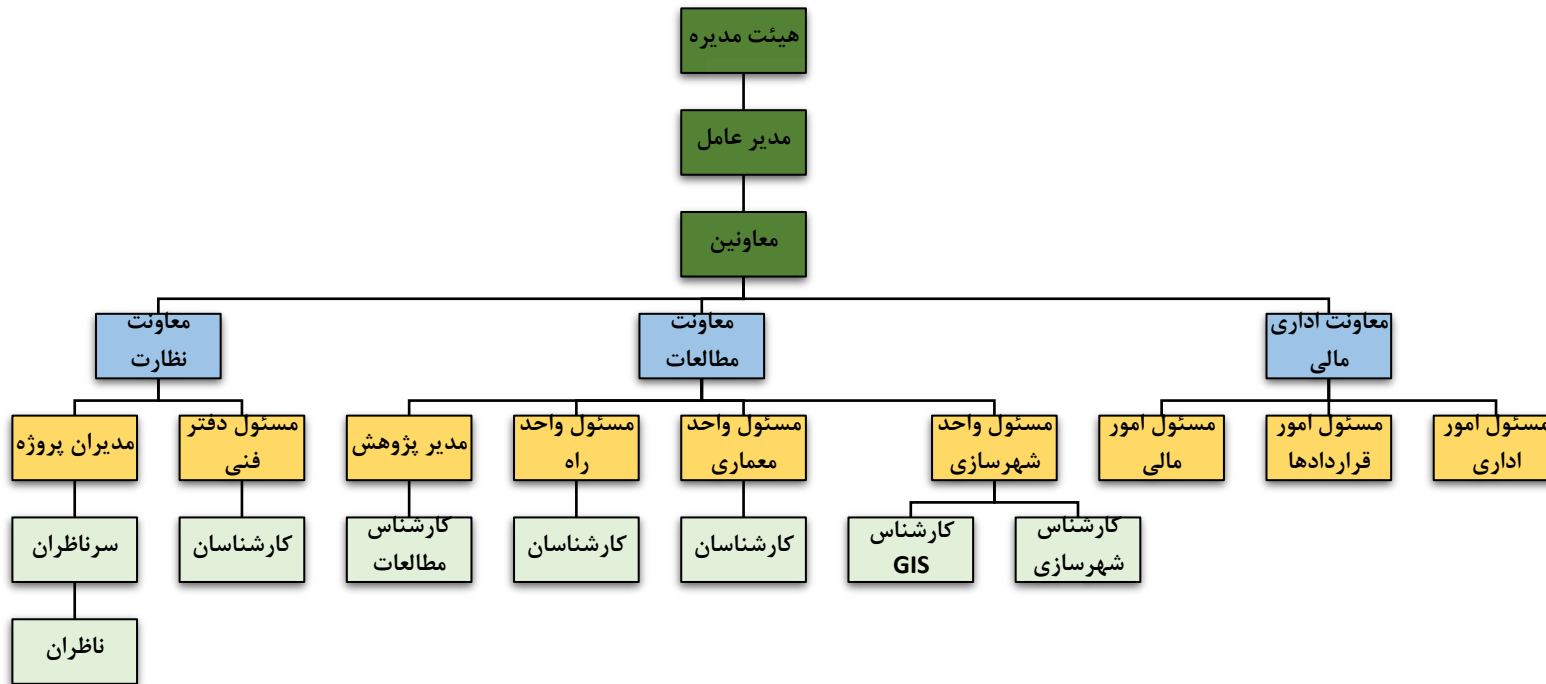 هیئت مدیره
مدیر عامل
معاونین
معاونت اداری
مالی
معاونت
مطالعات
معاونت
نظارت
مسئول امور
اداری
مسئول امور
قراردادها
مسئول امور
مالی
مسئول واحد
شهرسازی
مسئول واحد
معماری
مسئول واحد
راه
مدیر پژوهش
مسئول دفتر
فنی
مدیران پروژه
کارشناس
شهرسازی
کارشناس
GIS
کارشناسان
کارشناسان
کارشناس
مطالعات
کارشناسان
سرناظران
ناظران